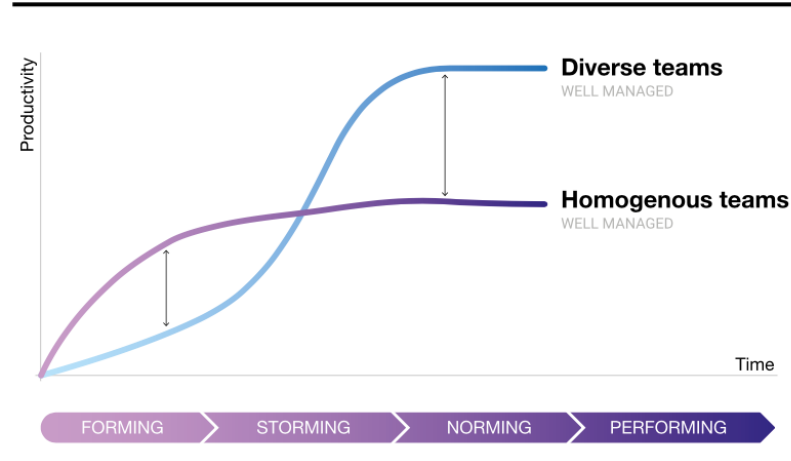 Productivity
Diverse teams
WELL MANAGED
Homogenous teams
WELL MANAGED
Time
FORMING
STORMING
NORMING
PERFORMING